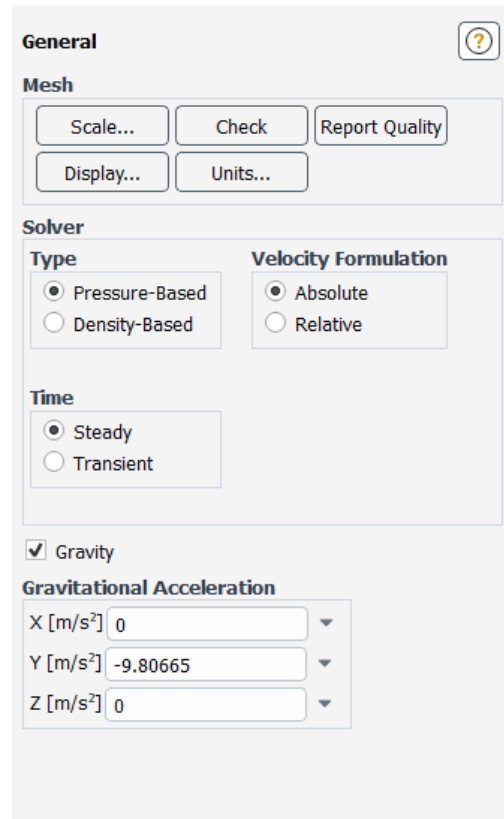 General
?
Mesh
Scale... Check Report Quality
Display... Units...
Solver
Type Velocity Formulation
Pressure-Based Absolute
Density-Based Relative
Time
Steady
Transient
Gravity
Gravitational Acceleration
X [m/s²] 0
Y [m/s²] -9.80665
Z [m/s²] 0